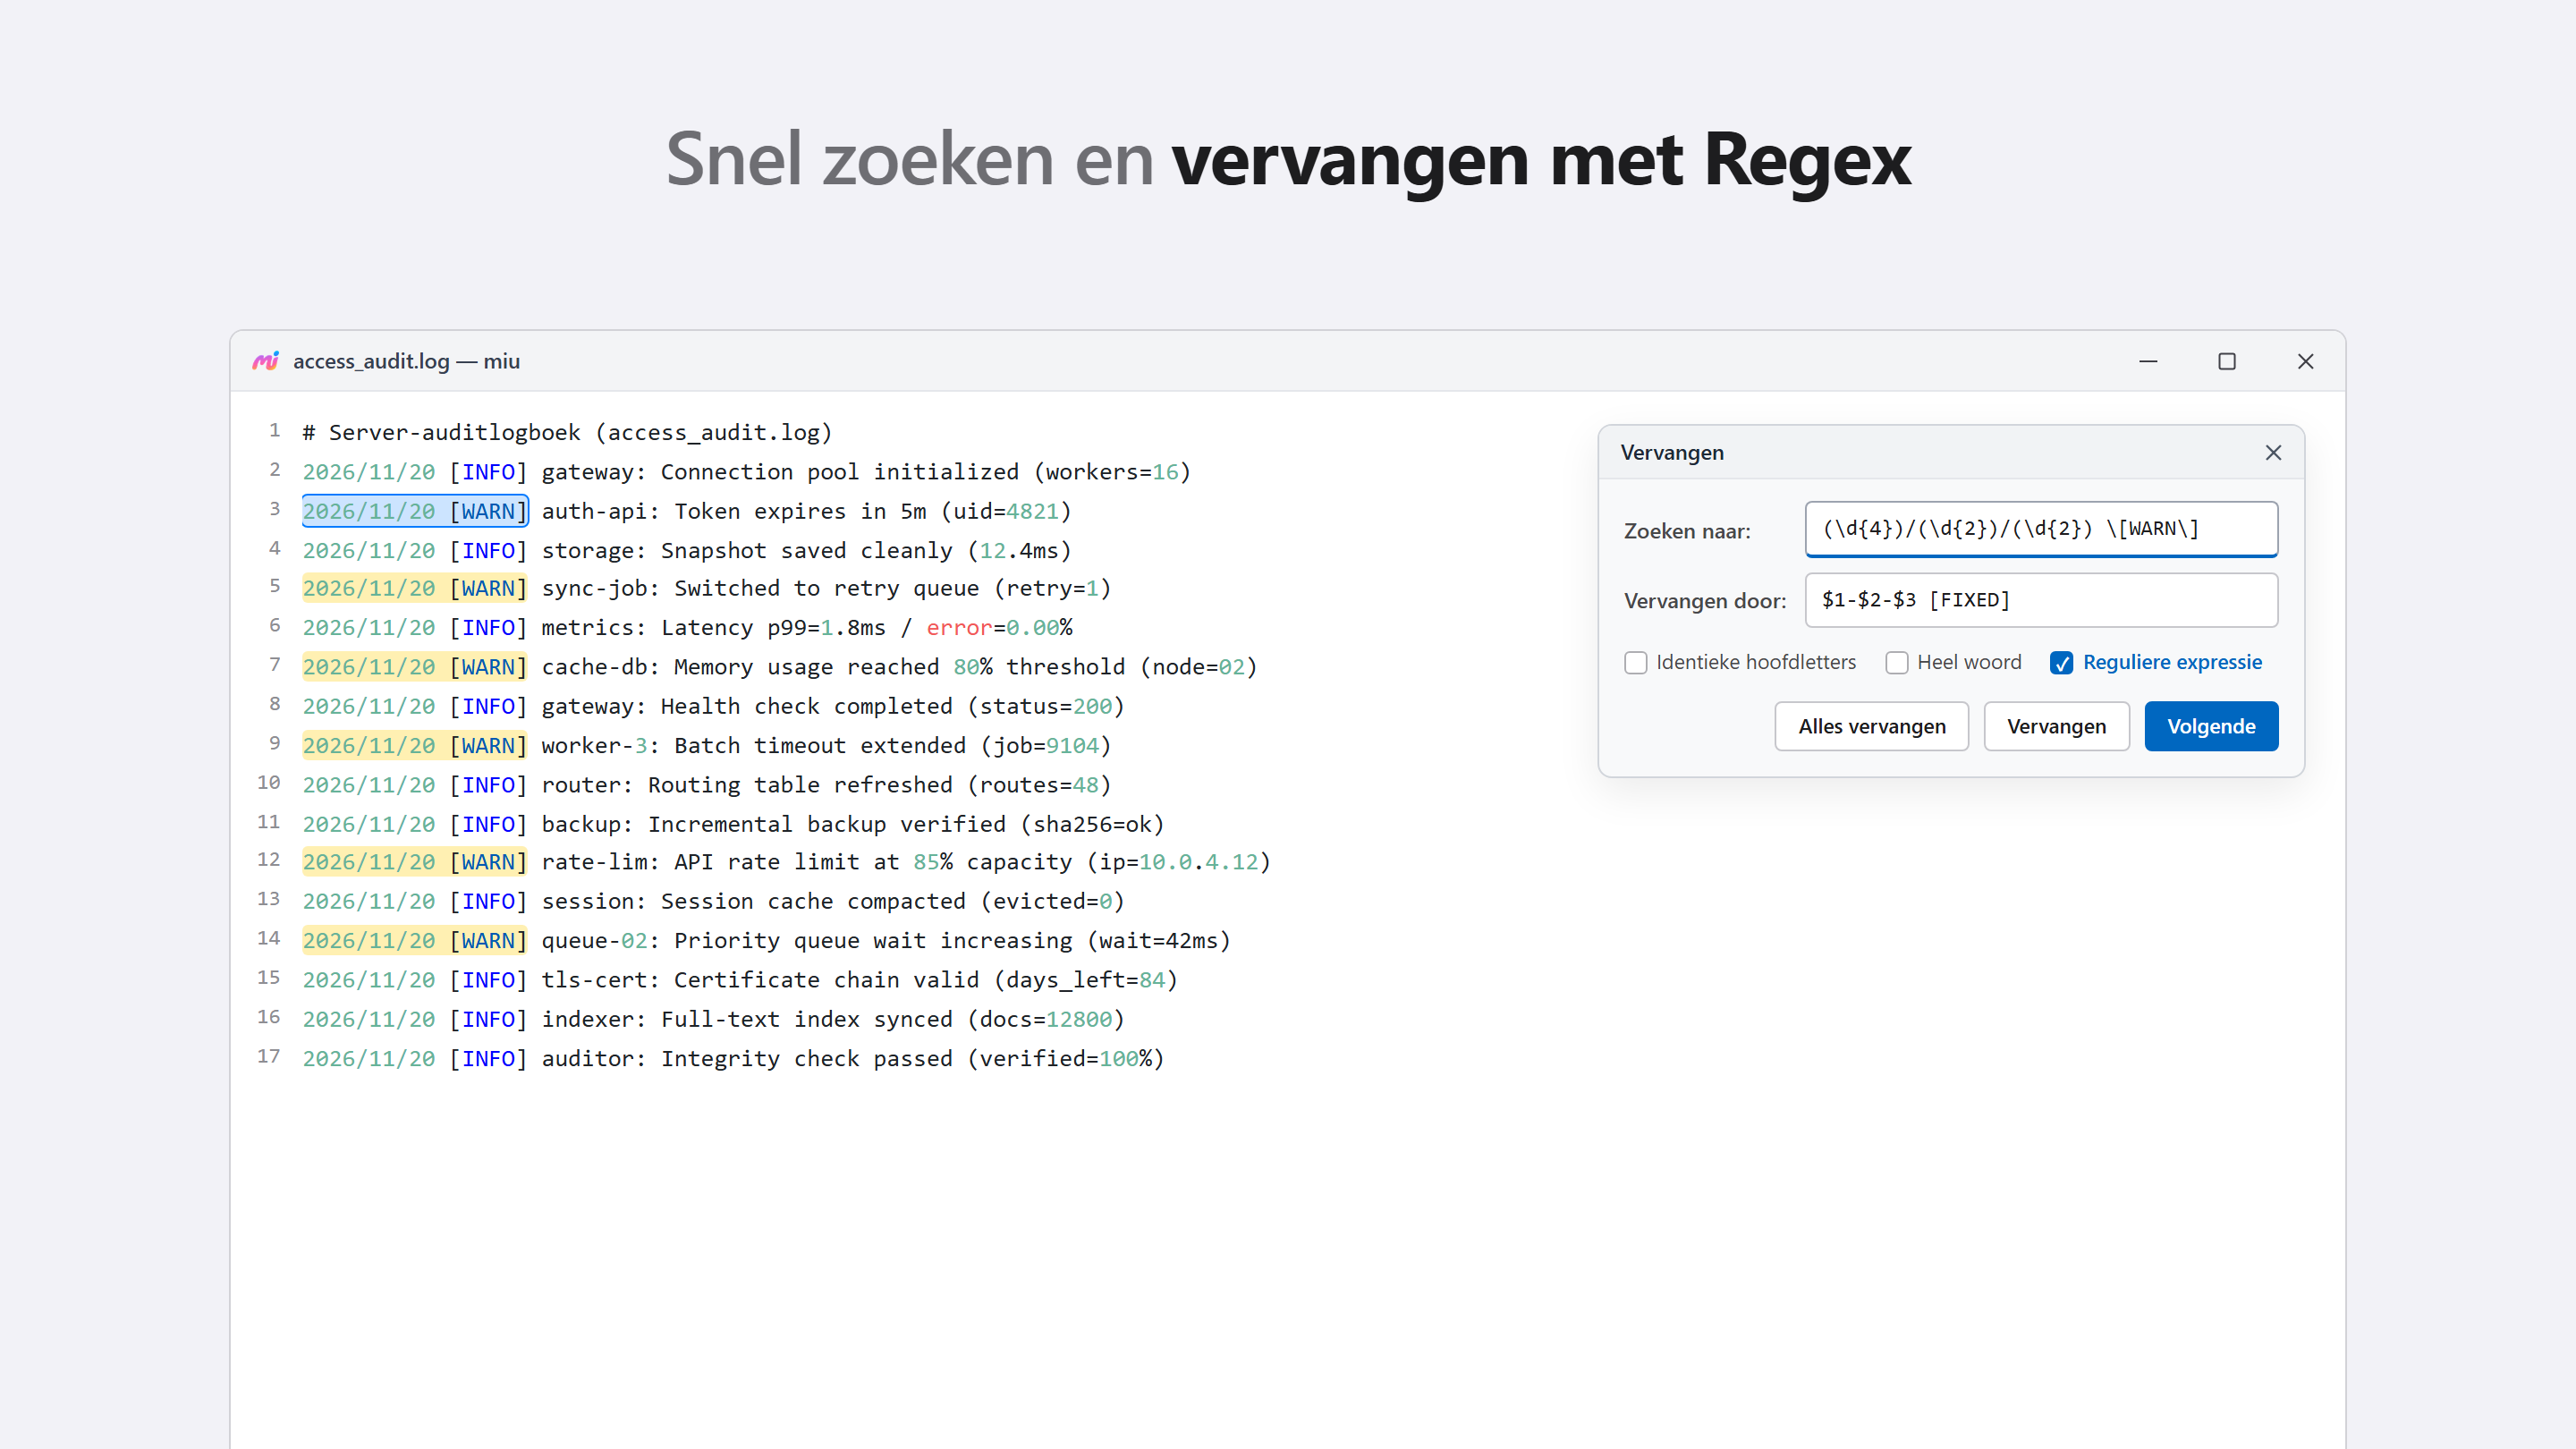 Snel zoeken en vervangen met Regex
mi access_audit.log — miu
1 # Server-auditlogboek (access_audit.log)
2 2026/11/20 [INFO] gateway: Connection pool initialized (workers=16)
3 2026/11/20 [WARN] auth-api: Token expires in 5m (uid=4821)
4 2026/11/20 [INFO] storage: Snapshot saved cleanly (12.4ms)
5 2026/11/20 [WARN] sync-job: Switched to retry queue (retry=1)
6 2026/11/20 [INFO] metrics: Latency p99=1.8ms / error=0.00%
7 2026/11/20 [WARN] cache-db: Memory usage reached 80% threshold (node=02)
8 2026/11/20 [INFO] gateway: Health check completed (status=200)
9 2026/11/20 [WARN] worker-3: Batch timeout extended (job=9104)
10 2026/11/20 [INFO] router: Routing table refreshed (routes=48)
11 2026/11/20 [INFO] backup: Incremental backup verified (sha256=ok)
12 2026/11/20 [WARN] rate-lim: API rate limit at 85% capacity (ip=10.0.4.12)
13 2026/11/20 [INFO] session: Session cache compacted (evicted=0)
14 2026/11/20 [WARN] queue-02: Priority queue wait increasing (wait=42ms)
15 2026/11/20 [INFO] tls-cert: Certificate chain valid (days_left=84)
16 2026/11/20 [INFO] indexer: Full-text index synced (docs=12800)
17 2026/11/20 [INFO] auditor: Integrity check passed (verified=100%)
Vervangen
Zoeken naar: (\d{4})/(\d{2})/(\d{2}) \[WARN\]
Vervangen door: $1-$2-$3 [FIXED]
Identieke hoofdletters Heel woord Reguliere expressie
Alles vervangen Vervangen Volgende